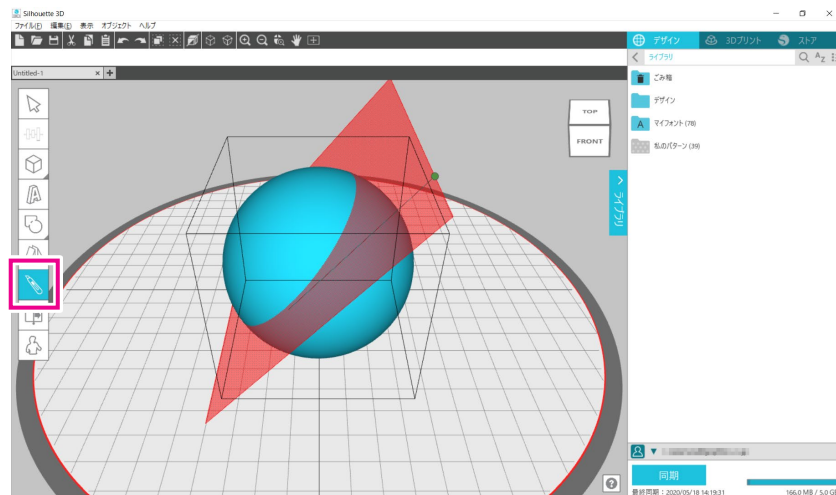 Silhouette 3D
ファイル(F) 編集(E) 表示 オブジェクト ヘルプ
デザイン 3Dプリント ストア
Untitled-1 ×
ライブラリ
ごみ箱
デザイン
A マイフォント (78)
私のパターン (39)
TOP
FRONT
ライブラリ
同期
最終同期 : 2020/05/18 14:19:31 166.0 MB / 5.0 G